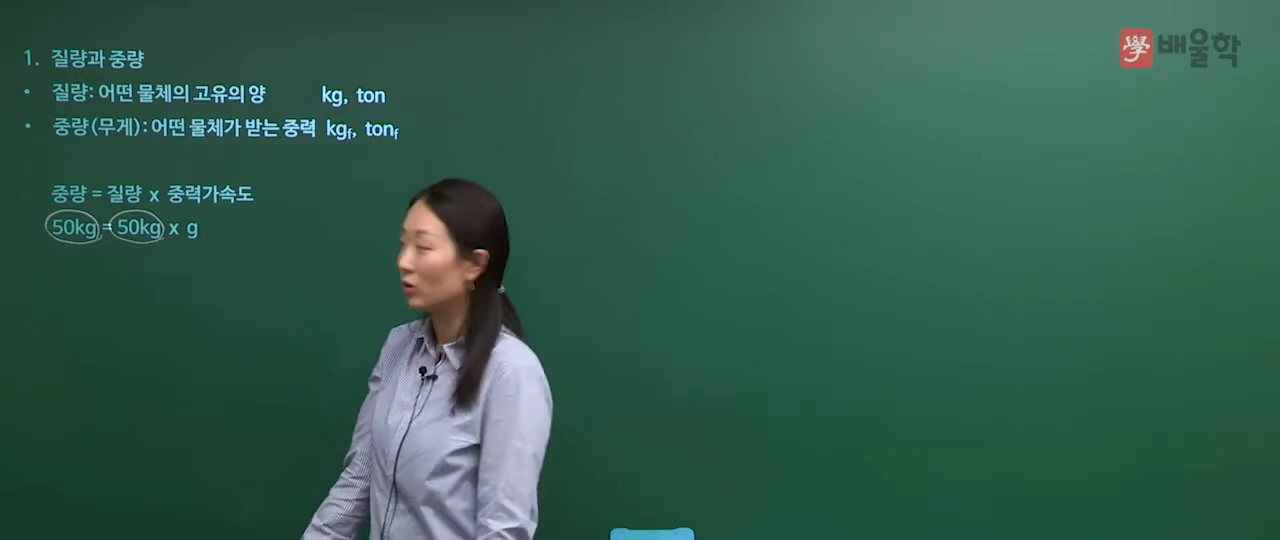 1. 질량과 중량
• 질량: 어떤 물체의 고유의 양 kg, ton
• 중량(무게): 어떤 물체가 받는 중력 kgf, tonf
중량 = 질량 x 중력가속도
50kg = 50kg x g
學 배울학